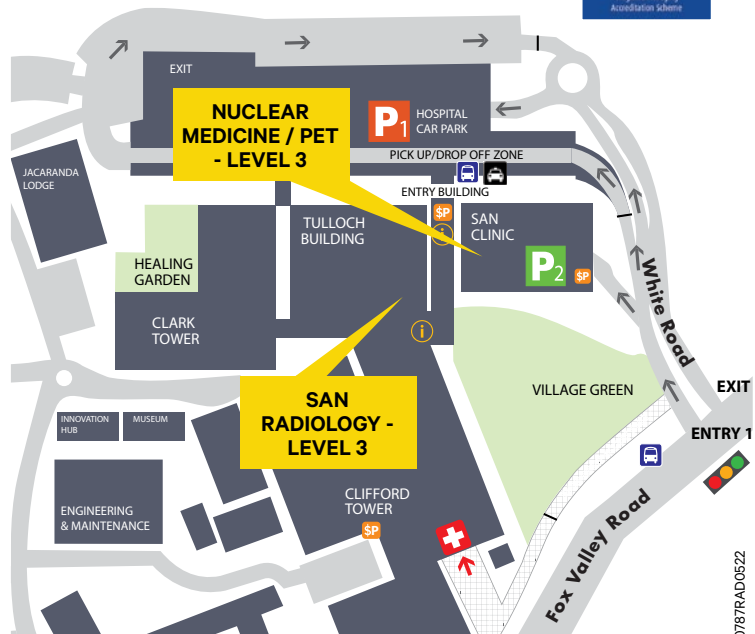 Accreditation Scheme
EXIT
NUCLEAR
MEDICINE / PET
- LEVEL 3
P1
HOSPITAL
CAR PARK
PICK UP/DROP OFF ZONE
JACARANDA
LODGE
ENTRY BUILDING
$P
i
TULLOCH
BUILDING
SAN
CLINIC
P2
$P
HEALING
GARDEN
CLARK
TOWER
i
White Road
SAN
RADIOLOGY -
LEVEL 3
VILLAGE GREEN
EXIT
ENTRY 1
INNOVATION
HUB
MUSEUM
ENGINEERING
& MAINTENANCE
CLIFFORD
TOWER
$P
Fox Valley Road
0787RAD0522